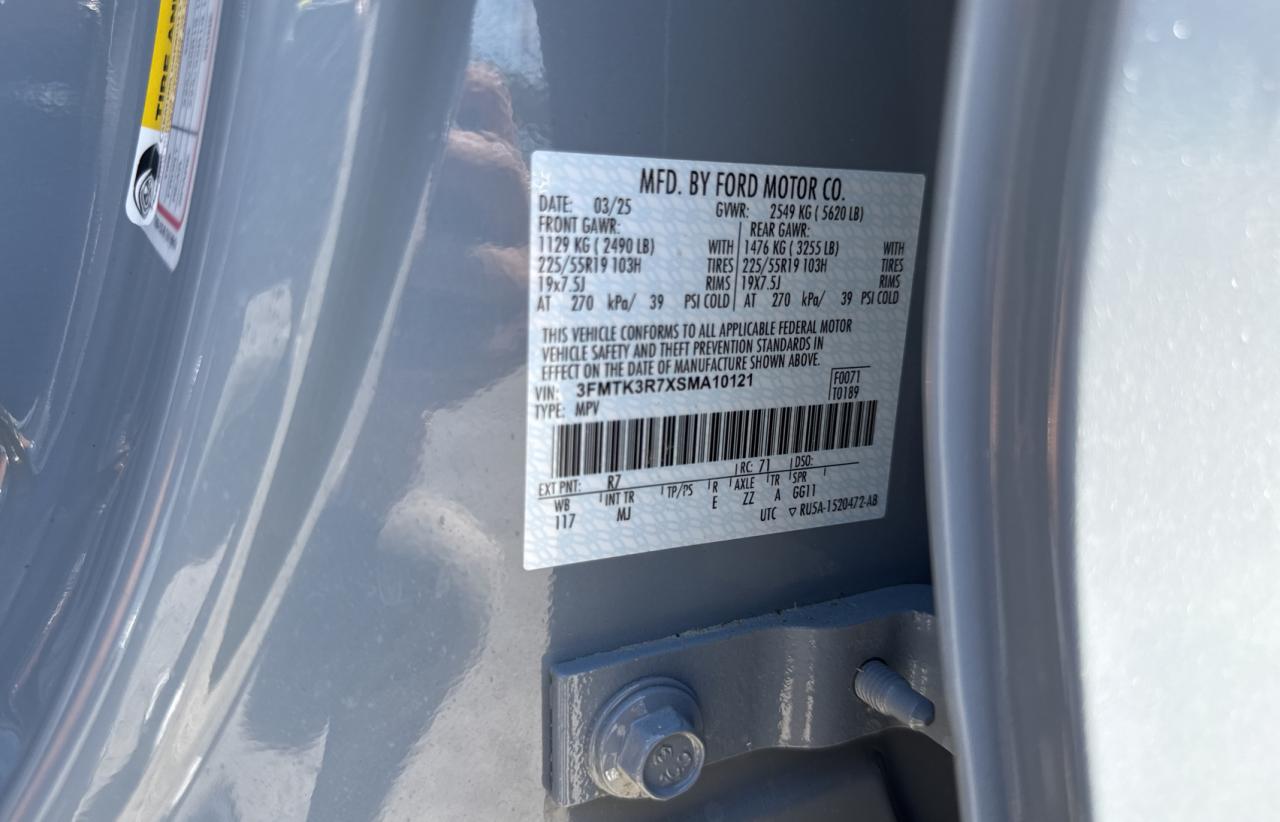 TIRE
MFD. BY FORD MOTOR CO.
DATE: 03/25 GVWR: 2549 KG ( 5620 LB)
FRONT GAWR: REAR GAWR:
1129 KG ( 2490 LB) WITH 1476 KG ( 3255 LB) WITH
225/55R19 103H TIRES 225/55R19 103H TIRES
19x7.5J RIMS 19X7.5J RIMS
AT 270 kPa/ 39 PSI COLD AT 270 kPa/ 39 PSI COLD
THIS VEHICLE CONFORMS TO ALL APPLICABLE FEDERAL MOTOR
VEHICLE SAFETY AND THEFT PREVENTION STANDARDS IN
EFFECT ON THE DATE OF MANUFACTURE SHOWN ABOVE.
VIN: 3FMTK3R7XSMA10121 F0071
TYPE: MPV T0189
EXT PNT: R7 RC: 71 DSO:
WB INT TR TP/PS R AXLE TR SPR
117 MJ E ZZ A GG11
UTC ▽ RU5A-1520472-AB